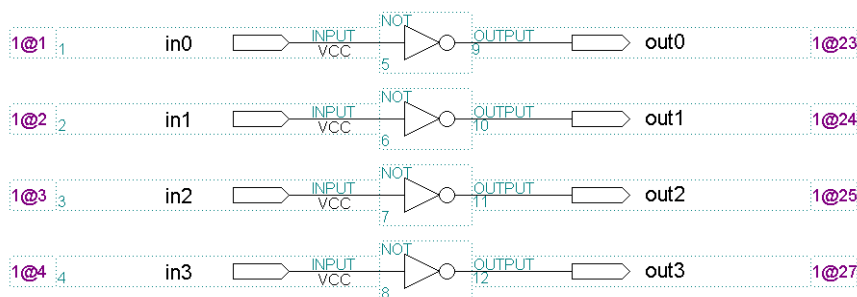 NOT
1@1 1 in0 INPUT VCC 5 9 OUTPUT out0 1@23
NOT
1@2 2 in1 INPUT VCC 6 10 OUTPUT out1 1@24
NOT
1@3 3 in2 INPUT VCC 7 11 OUTPUT out2 1@25
NOT
1@4 4 in3 INPUT VCC 8 12 OUTPUT out3 1@27